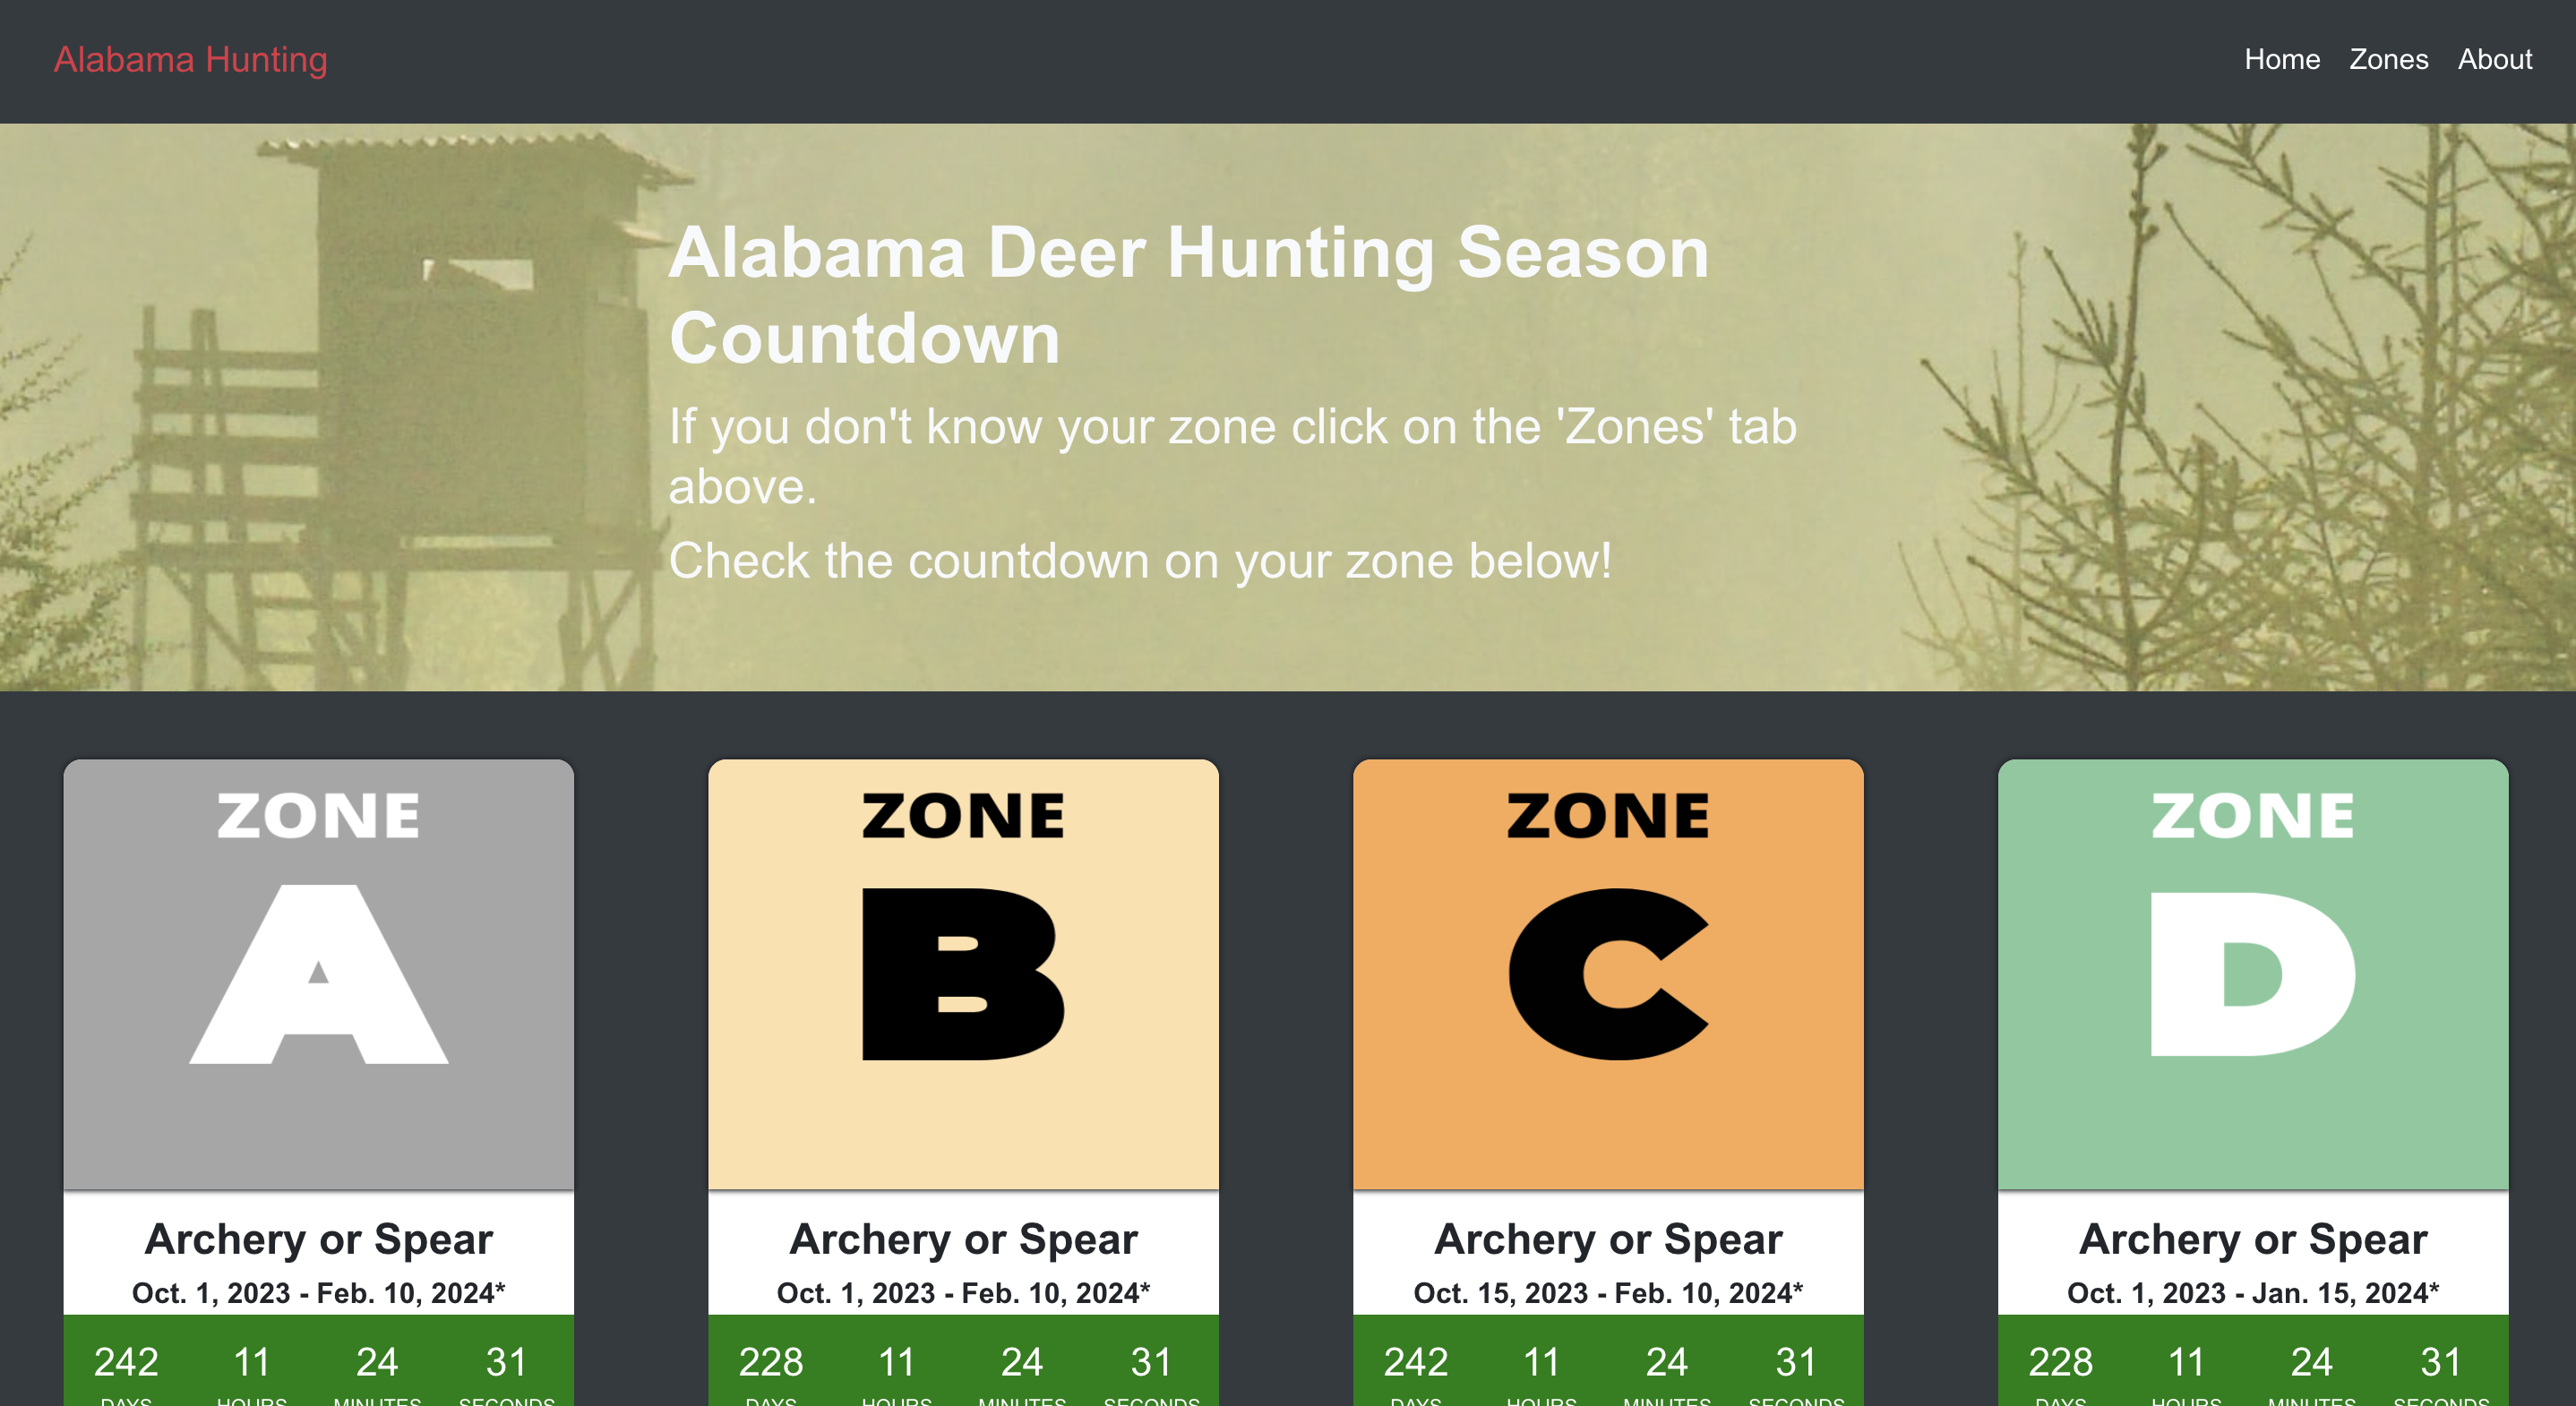 Alabama Hunting
Home Zones About
Alabama Deer Hunting Season
Countdown
If you don't know your zone click on the 'Zones' tab
above.
Check the countdown on your zone below!
ZONE
A
Archery or Spear
Oct. 1, 2023 - Feb. 10, 2024*
242 11 24 31
DAYS HOURS MINUTES SECONDS
ZONE
B
Archery or Spear
Oct. 1, 2023 - Feb. 10, 2024*
228 11 24 31
DAYS HOURS MINUTES SECONDS
ZONE
C
Archery or Spear
Oct. 15, 2023 - Feb. 10, 2024*
242 11 24 31
DAYS HOURS MINUTES SECONDS
ZONE
D
Archery or Spear
Oct. 1, 2023 - Jan. 15, 2024*
228 11 24 31
DAYS HOURS MINUTES SECONDS